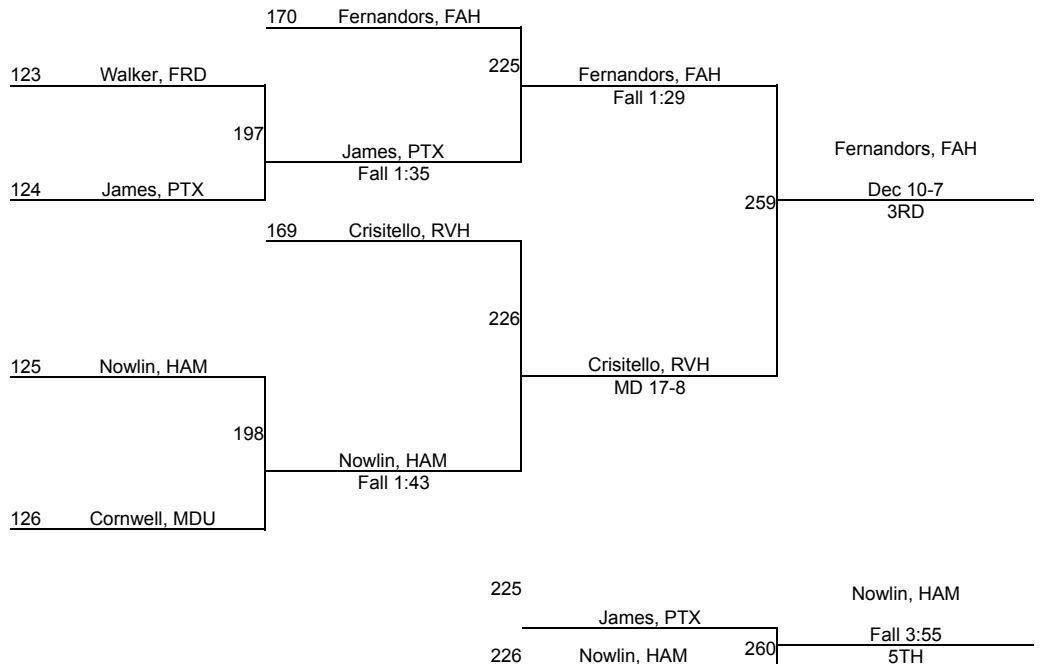 170 Fernandors, FAH
225
123 Walker, FRD
Fernandors, FAH
Fall 1:29
197
James, PTX
Fall 1:35
Fernandors, FAH
124 James, PTX
259
Dec 10-7
3RD
169 Crisitello, RVH
226
125 Nowlin, HAM
Crisitello, RVH
MD 17-8
198
Nowlin, HAM
Fall 1:43
126 Cornwell, MDU
225
Nowlin, HAM
James, PTX
260
Fall 3:55
226 Nowlin, HAM
5TH